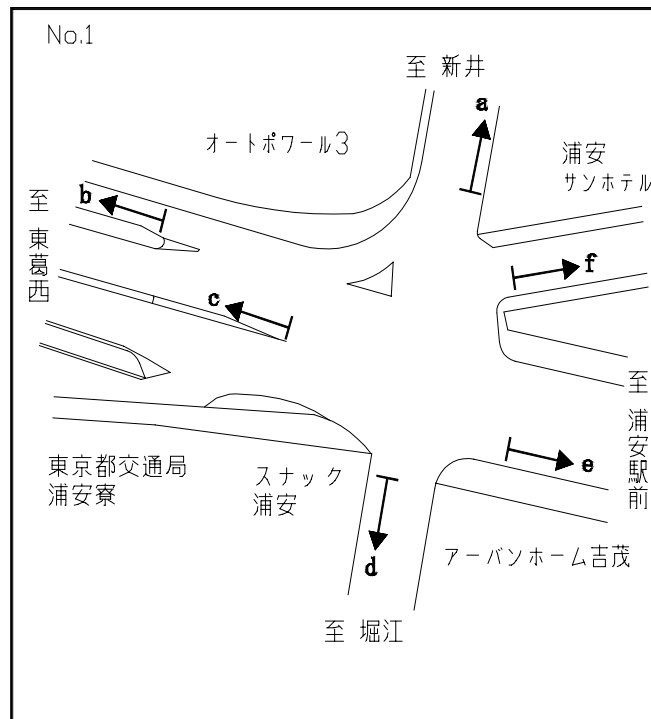 No.1
至 新井
a
オートポワール3
浦安
サンホテル
b
至 東葛西
f
c
至 浦安駅前
東京都交通局
浦安寮
スナック
浦安
e
アーバンホーム吉茂
d
至 堀江